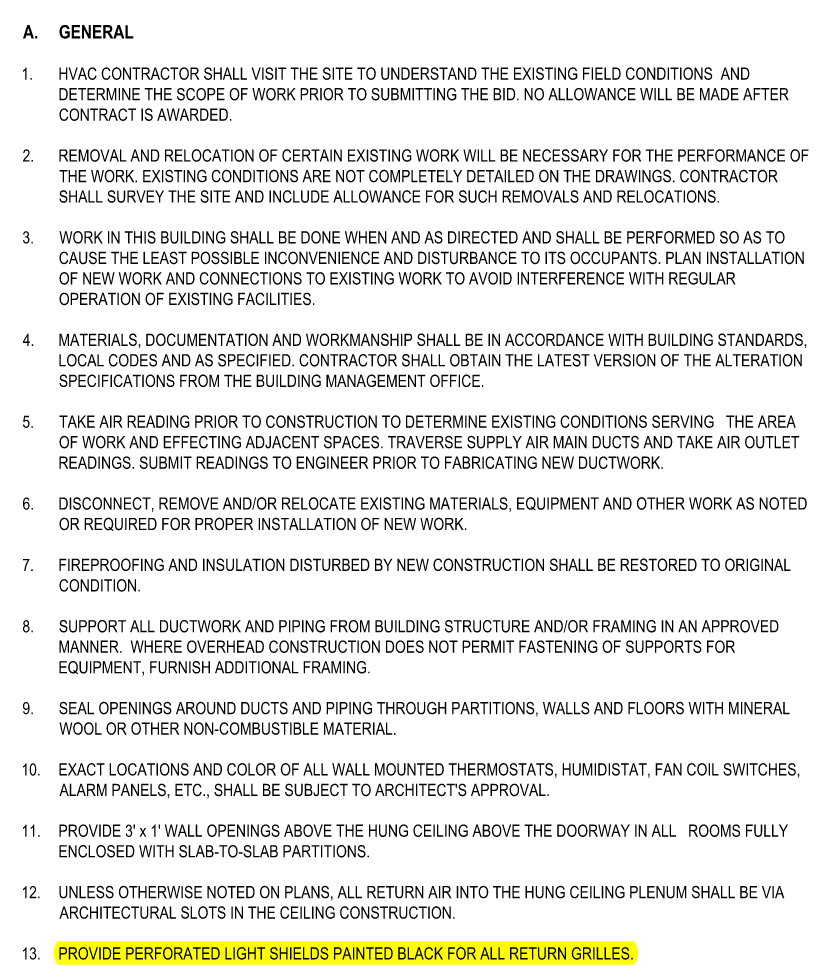 A. GENERAL
1. HVAC CONTRACTOR SHALL VISIT THE SITE TO UNDERSTAND THE EXISTING FIELD CONDITIONS AND
DETERMINE THE SCOPE OF WORK PRIOR TO SUBMITTING THE BID. NO ALLOWANCE WILL BE MADE AFTER
CONTRACT IS AWARDED.
2. REMOVAL AND RELOCATION OF CERTAIN EXISTING WORK WILL BE NECESSARY FOR THE PERFORMANCE OF
THE WORK. EXISTING CONDITIONS ARE NOT COMPLETELY DETAILED ON THE DRAWINGS. CONTRACTOR
SHALL SURVEY THE SITE AND INCLUDE ALLOWANCE FOR SUCH REMOVALS AND RELOCATIONS.
3. WORK IN THIS BUILDING SHALL BE DONE WHEN AND AS DIRECTED AND SHALL BE PERFORMED SO AS TO
CAUSE THE LEAST POSSIBLE INCONVENIENCE AND DISTURBANCE TO ITS OCCUPANTS. PLAN INSTALLATION
OF NEW WORK AND CONNECTIONS TO EXISTING WORK TO AVOID INTERFERENCE WITH REGULAR
OPERATION OF EXISTING FACILITIES.
4. MATERIALS, DOCUMENTATION AND WORKMANSHIP SHALL BE IN ACCORDANCE WITH BUILDING STANDARDS,
LOCAL CODES AND AS SPECIFIED. CONTRACTOR SHALL OBTAIN THE LATEST VERSION OF THE ALTERATION
SPECIFICATIONS FROM THE BUILDING MANAGEMENT OFFICE.
5. TAKE AIR READING PRIOR TO CONSTRUCTION TO DETERMINE EXISTING CONDITIONS SERVING THE AREA
OF WORK AND EFFECTING ADJACENT SPACES. TRAVERSE SUPPLY AIR MAIN DUCTS AND TAKE AIR OUTLET
READINGS. SUBMIT READINGS TO ENGINEER PRIOR TO FABRICATING NEW DUCTWORK.
6. DISCONNECT, REMOVE AND/OR RELOCATE EXISTING MATERIALS, EQUIPMENT AND OTHER WORK AS NOTED
OR REQUIRED FOR PROPER INSTALLATION OF NEW WORK.
7. FIREPROOFING AND INSULATION DISTURBED BY NEW CONSTRUCTION SHALL BE RESTORED TO ORIGINAL
CONDITION.
8. SUPPORT ALL DUCTWORK AND PIPING FROM BUILDING STRUCTURE AND/OR FRAMING IN AN APPROVED
MANNER. WHERE OVERHEAD CONSTRUCTION DOES NOT PERMIT FASTENING OF SUPPORTS FOR
EQUIPMENT, FURNISH ADDITIONAL FRAMING.
9. SEAL OPENINGS AROUND DUCTS AND PIPING THROUGH PARTITIONS, WALLS AND FLOORS WITH MINERAL
WOOL OR OTHER NON-COMBUSTIBLE MATERIAL.
10. EXACT LOCATIONS AND COLOR OF ALL WALL MOUNTED THERMOSTATS, HUMIDISTAT, FAN COIL SWITCHES,
ALARM PANELS, ETC., SHALL BE SUBJECT TO ARCHITECT'S APPROVAL.
11. PROVIDE 3' x 1' WALL OPENINGS ABOVE THE HUNG CEILING ABOVE THE DOORWAY IN ALL ROOMS FULLY
ENCLOSED WITH SLAB-TO-SLAB PARTITIONS.
12. UNLESS OTHERWISE NOTED ON PLANS, ALL RETURN AIR INTO THE HUNG CEILING PLENUM SHALL BE VIA
ARCHITECTURAL SLOTS IN THE CEILING CONSTRUCTION.
13. PROVIDE PERFORATED LIGHT SHIELDS PAINTED BLACK FOR ALL RETURN GRILLES.